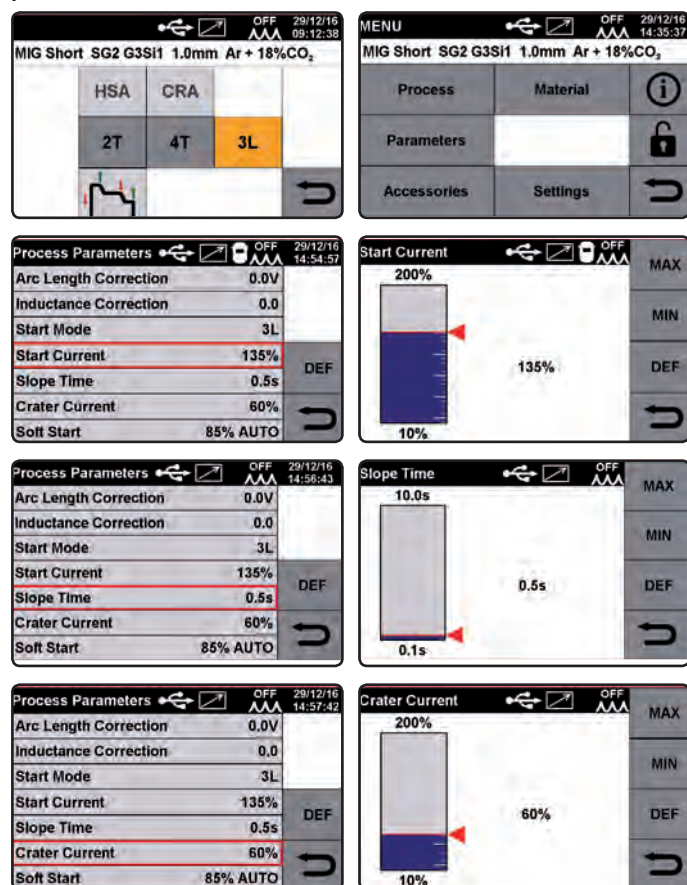 OFF 29/12/16
09:12:38
MIG Short SG2 G3Si1 1.0mm Ar + 18%CO₂
HSA CRA
2T 4T 3L
MENU OFF 29/12/16
14:35:37
MIG Short SG2 G3Si1 1.0mm Ar + 18%CO₂
Process Material
Parameters
Accessories Settings
Process Parameters OFF 29/12/16
14:54:57
Arc Length Correction 0.0V
Inductance Correction 0.0
Start Mode 3L
Start Current 135%
DEF
Slope Time 0.5s
Crater Current 60%
Soft Start 85% AUTO
Start Current OFF
MAX
200%
MIN
135% DEF
10%
Process Parameters OFF 29/12/16
14:56:43
Arc Length Correction 0.0V
Inductance Correction 0.0
Start Mode 3L
Start Current 135%
DEF
Slope Time 0.5s
Crater Current 60%
Soft Start 85% AUTO
Slope Time OFF
MAX
10.0s
MIN
0.5s DEF
0.1s
Process Parameters OFF 29/12/16
14:57:42
Arc Length Correction 0.0V
Inductance Correction 0.0
Start Mode 3L
Start Current 135%
DEF
Slope Time 0.5s
Crater Current 60%
Soft Start 85% AUTO
Crater Current OFF
MAX
200%
MIN
60% DEF
10%